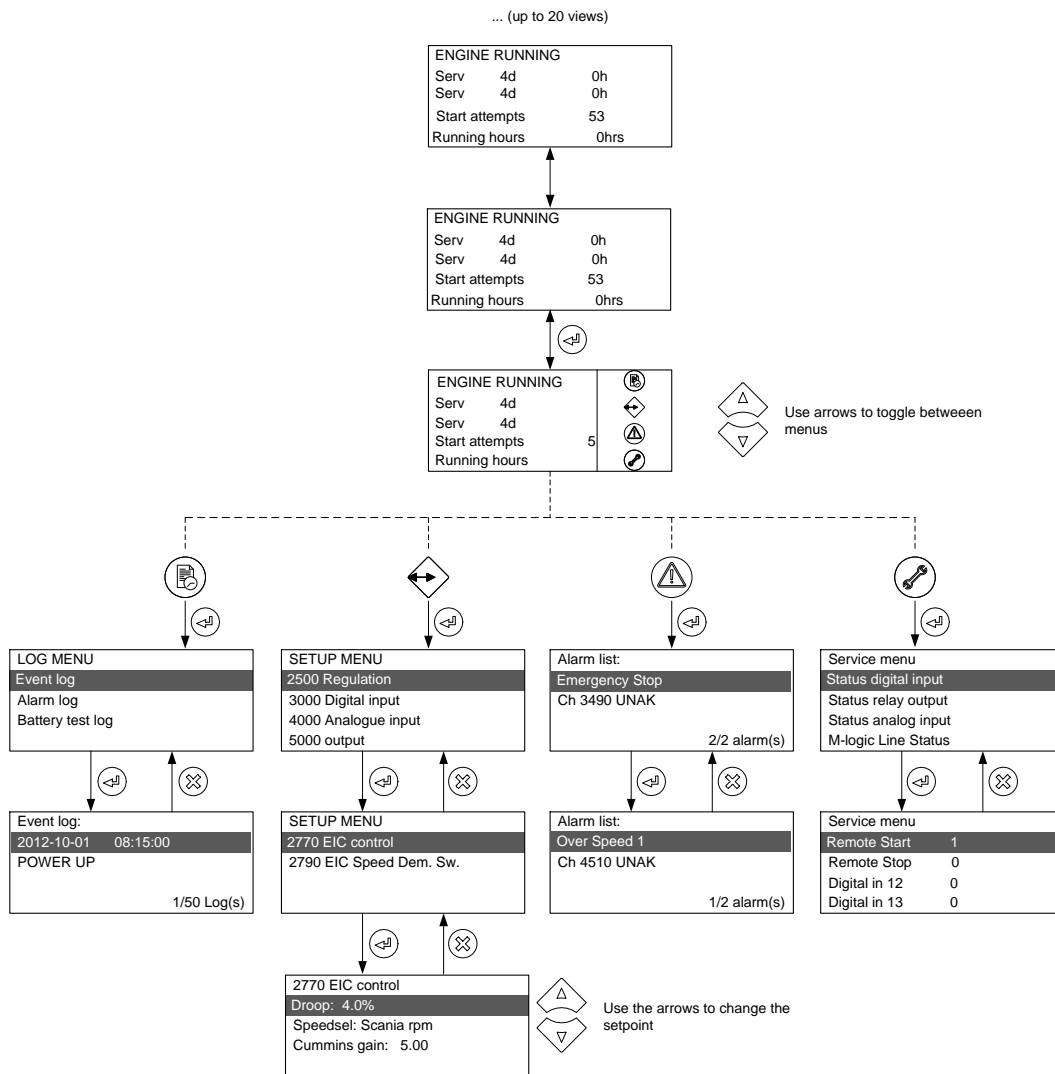 ... (up to 20 views)
ENGINE RUNNING
Serv 4d 0h
Serv 4d 0h
Start attempts 53
Running hours 0hrs
ENGINE RUNNING
Serv 4d 0h
Serv 4d 0h
Start attempts 53
Running hours 0hrs
ENGINE RUNNING
Serv 4d
Serv 4d
Start attempts 5
Running hours
Use arrows to toggle betweeen
menus
LOG MENU
Event log
Alarm log
Battery test log
SETUP MENU
2500 Regulation
3000 Digital input
4000 Analogue input
5000 output
Alarm list:
Emergency Stop
Ch 3490 UNAK
2/2 alarm(s)
Service menu
Status digital input
Status relay output
Status analog input
M-logic Line Status
Event log:
2012-10-01 08:15:00
POWER UP
1/50 Log(s)
SETUP MENU
2770 EIC control
2790 EIC Speed Dem. Sw.
Alarm list:
Over Speed 1
Ch 4510 UNAK
1/2 alarm(s)
Service menu
Remote Start 1
Remote Stop 0
Digital in 12 0
Digital in 13 0
2770 EIC control
Droop: 4.0%
Speedsel: Scania rpm
Cummins gain: 5.00
Use the arrows to change the
setpoint